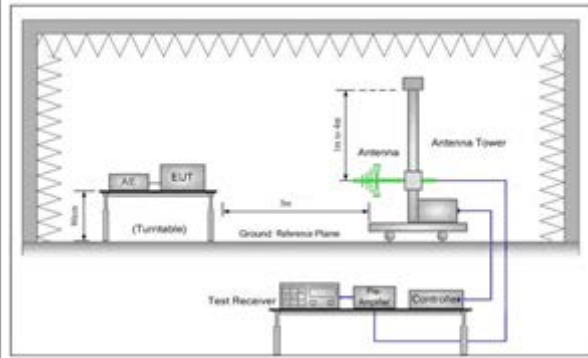 1m to 4m
Antenna
Antenna Tower
AE
EUT
80cm
(Turntable)
3m
Ground Reference Plane
Test Receiver
Pre-
Amplifier
Controller